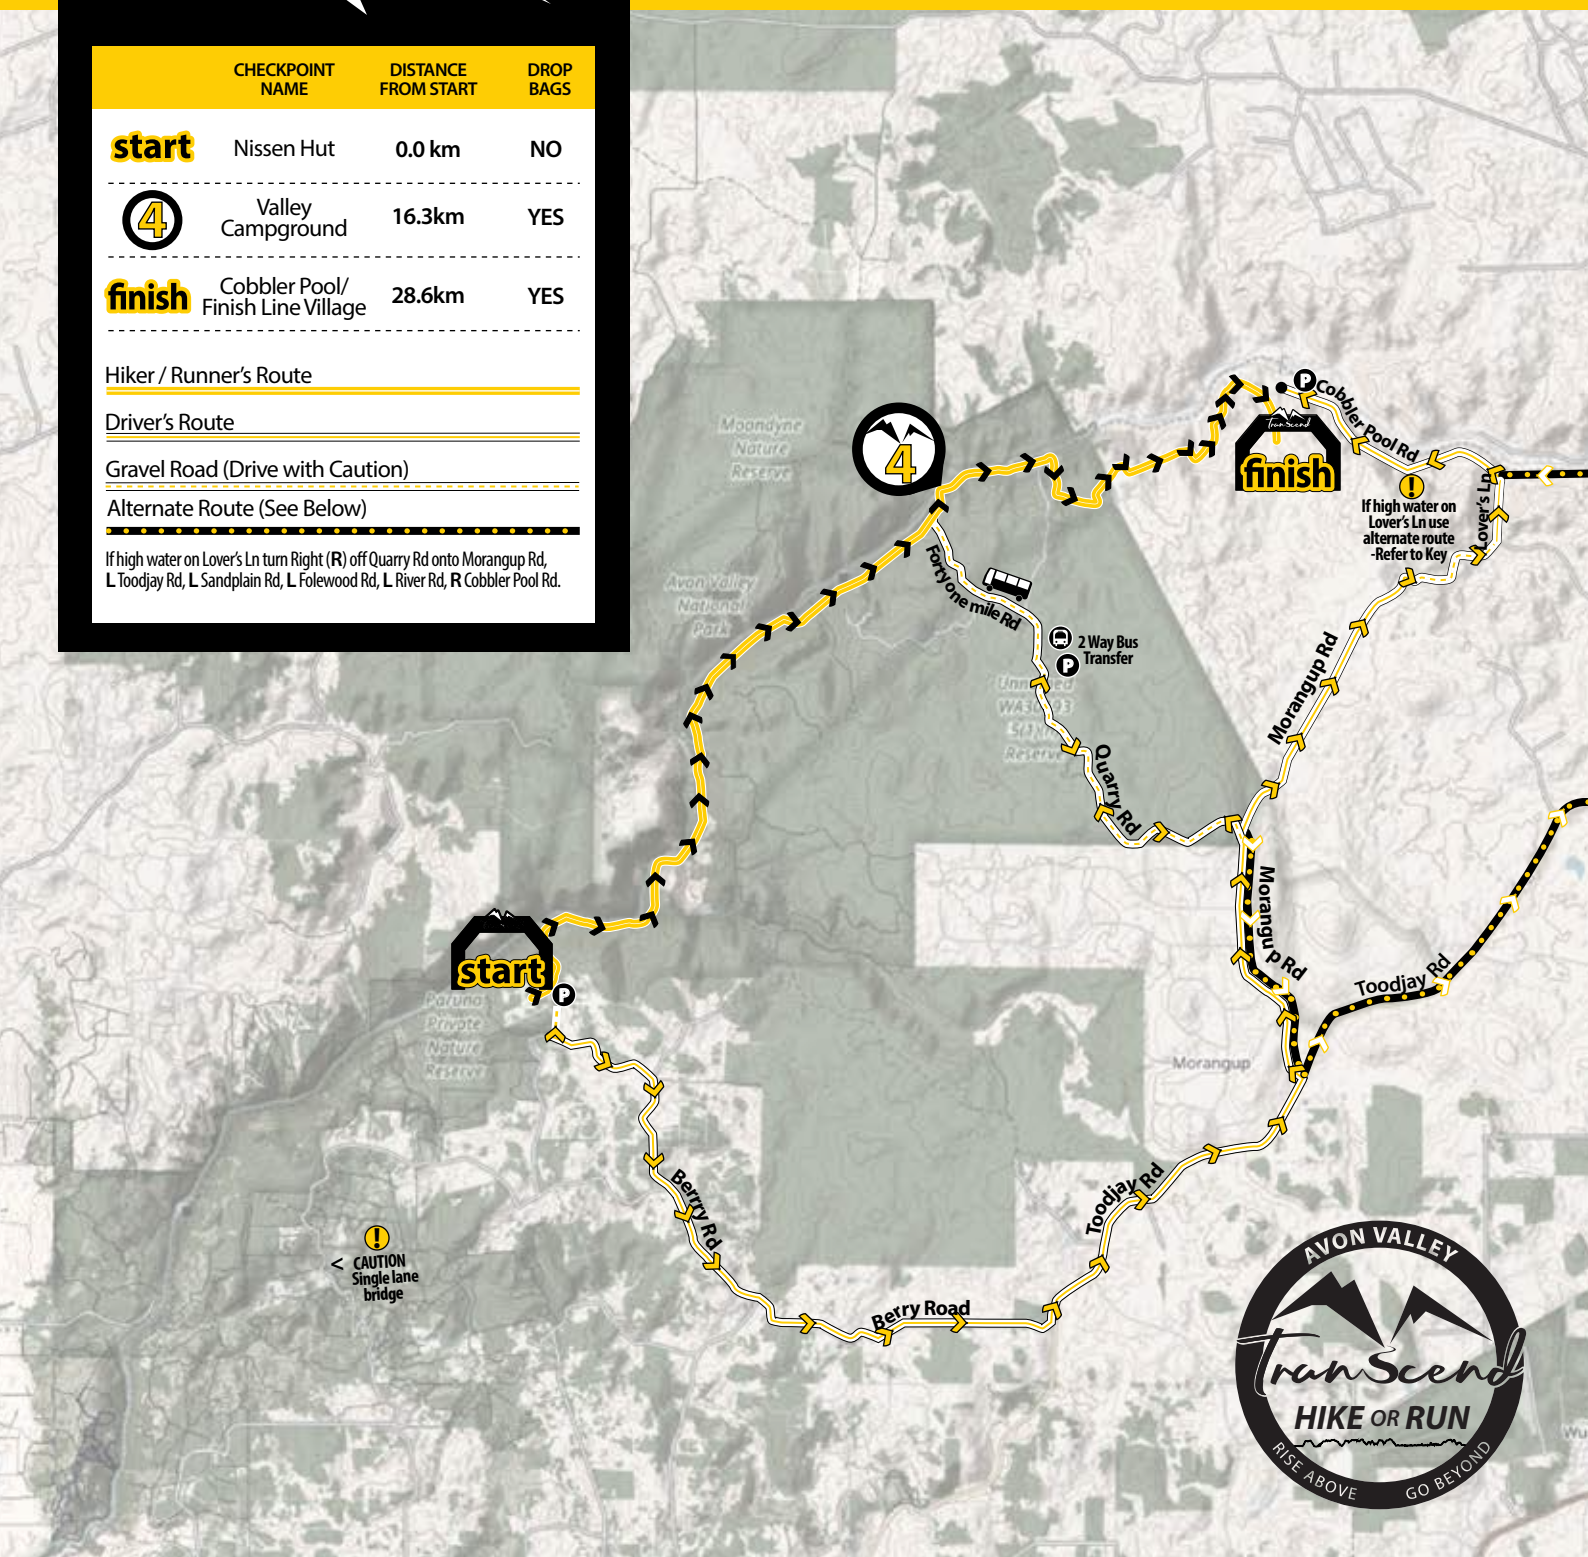 CHECKPOINT NAME
DISTANCE FROM START
DROP BAGS
start Nissen Hut 0.0 km NO
4 Valley Campground 16.3km YES
finish Cobbler Pool/ Finish Line Village 28.6km YES
Hiker / Runner's Route
Driver's Route
Gravel Road (Drive with Caution)
Alternate Route (See Below)
If high water on Lover's Ln turn Right (R) off Quarry Rd onto Morangup Rd,
L Toodjay Rd, L Sandplain Rd, L Folewood Rd, L River Rd, R Cobbler Pool Rd.
Moondyne
Nature
Reserve
4
P
Cobbler Pool Rd
TranScend
finish
!
If high water on
Lover's Ln use
alternate route
-Refer to Key
Lover's Ln
Avon Valley
National
Park
Fortyone mile Rd
2 Way Bus
Transfer
P
Reserve
Morangup Rd
Quarry Rd
Morangup Rd
Toodjay Rd
start
P
Paruna
Private
Nature
Reserve
Morangup
Berrry Rd
Toodjay Rd
!
< CAUTION
Single lane
bridge
Berry Road
AVON VALLEY
TranScend
HIKE OR RUN
RISE ABOVE GO BEYOND